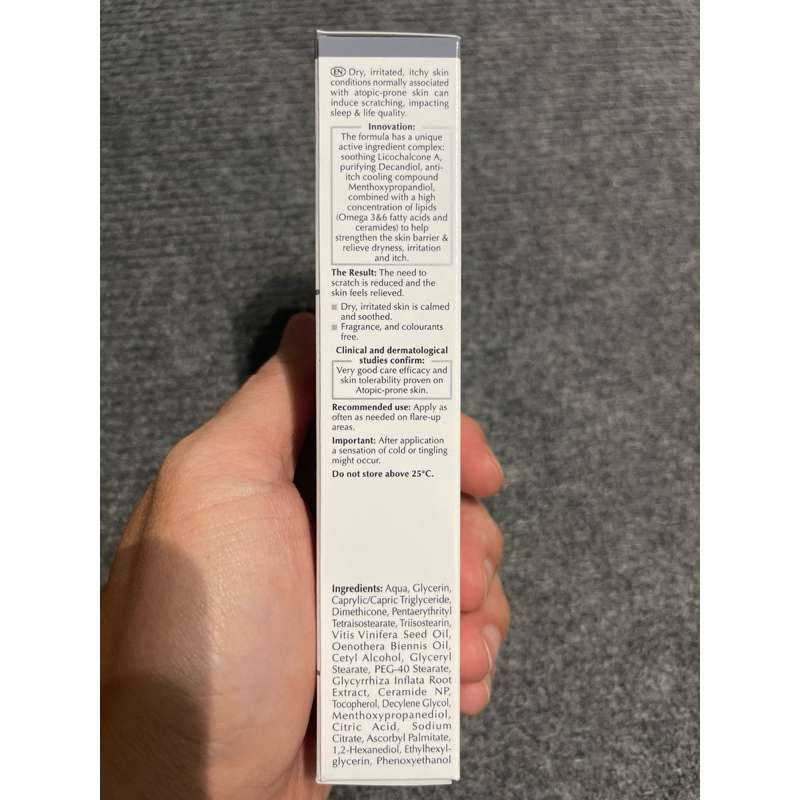 EN Dry, irritated, itchy skin
conditions normally associated
with atopic-prone skin can
induce scratching, impacting
sleep & life quality.
Innovation:
The formula has a unique
active ingredient complex:
soothing Licochalcone A,
purifying Decandiol, anti-
itch cooling compound
Menthoxypropandiol,
combined with a high
concentration of lipids
(Omega 3&6 fatty acids and
ceramides) to help
strengthen the skin barrier &
relieve dryness, irritation
and itch.
The Result: The need to
scratch is reduced and the
skin feels relieved.
Dry, irritated skin is calmed
and soothed.
Fragrance, and colourants
free.
Clinical and dermatological
studies confirm:
Very good care efficacy and
skin tolerability proven on
Atopic-prone skin.
Recommended use: Apply as
often as needed on flare-up
areas.
Important: After application
a sensation of cold or tingling
might occur.
Do not store above 25°C.
Ingredients: Aqua, Glycerin,
Caprylic/Capric Triglyceride,
Dimethicone, Pentaerythrityl
Tetraisostearate, Triisostearin,
Vitis Vinifera Seed Oil,
Oenothera Biennis Oil,
Cetyl Alcohol, Glyceryl
Stearate, PEG-40 Stearate,
Glycyrrhiza Inflata Root
Extract, Ceramide NP,
Tocopherol, Decylene Glycol,
Menthoxypropanediol,
Citric Acid, Sodium
Citrate, Ascorbyl Palmitate,
1,2-Hexanediol, Ethylhexyl-
glycerin, Phenoxyethanol